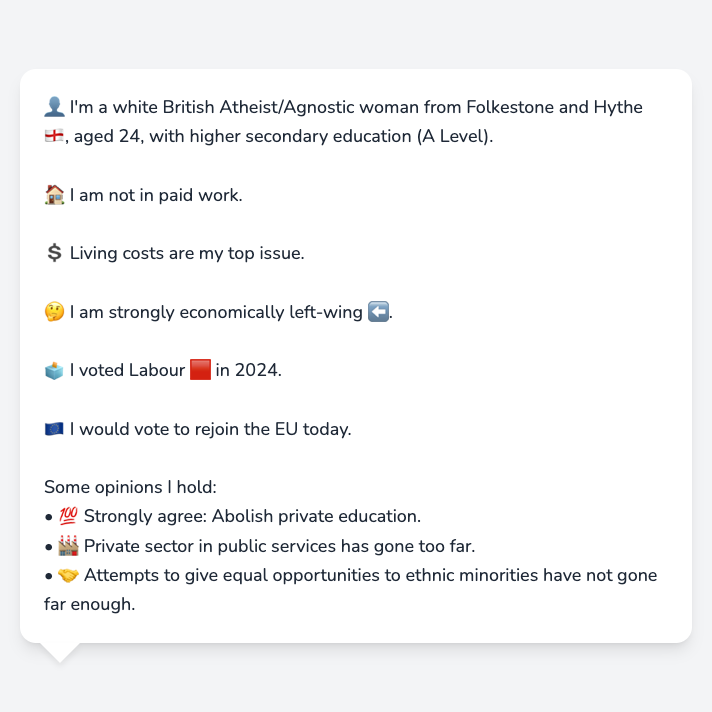 👤 I'm a white British Atheist/Agnostic woman from Folkestone and Hythe
🏴󠁧󠁢󠁥󠁮󠁧󠁿, aged 24, with higher secondary education (A Level).
🏠 I am not in paid work.
💲 Living costs are my top issue.
🤔 I am strongly economically left-wing ⬅️.
🗳️ I voted Labour 🟥 in 2024.
🇪🇺 I would vote to rejoin the EU today.
Some opinions I hold:
• 💯 Strongly agree: Abolish private education.
• 🏭 Private sector in public services has gone too far.
• 🤝 Attempts to give equal opportunities to ethnic minorities have not gone
far enough.